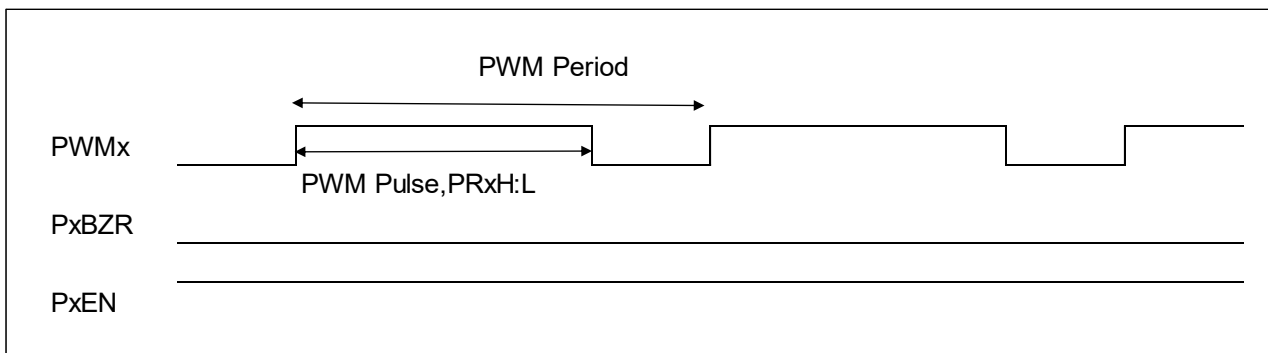 PWM Period
PWMx
PWM Pulse,PRxH:L
PxBZR
PxEN